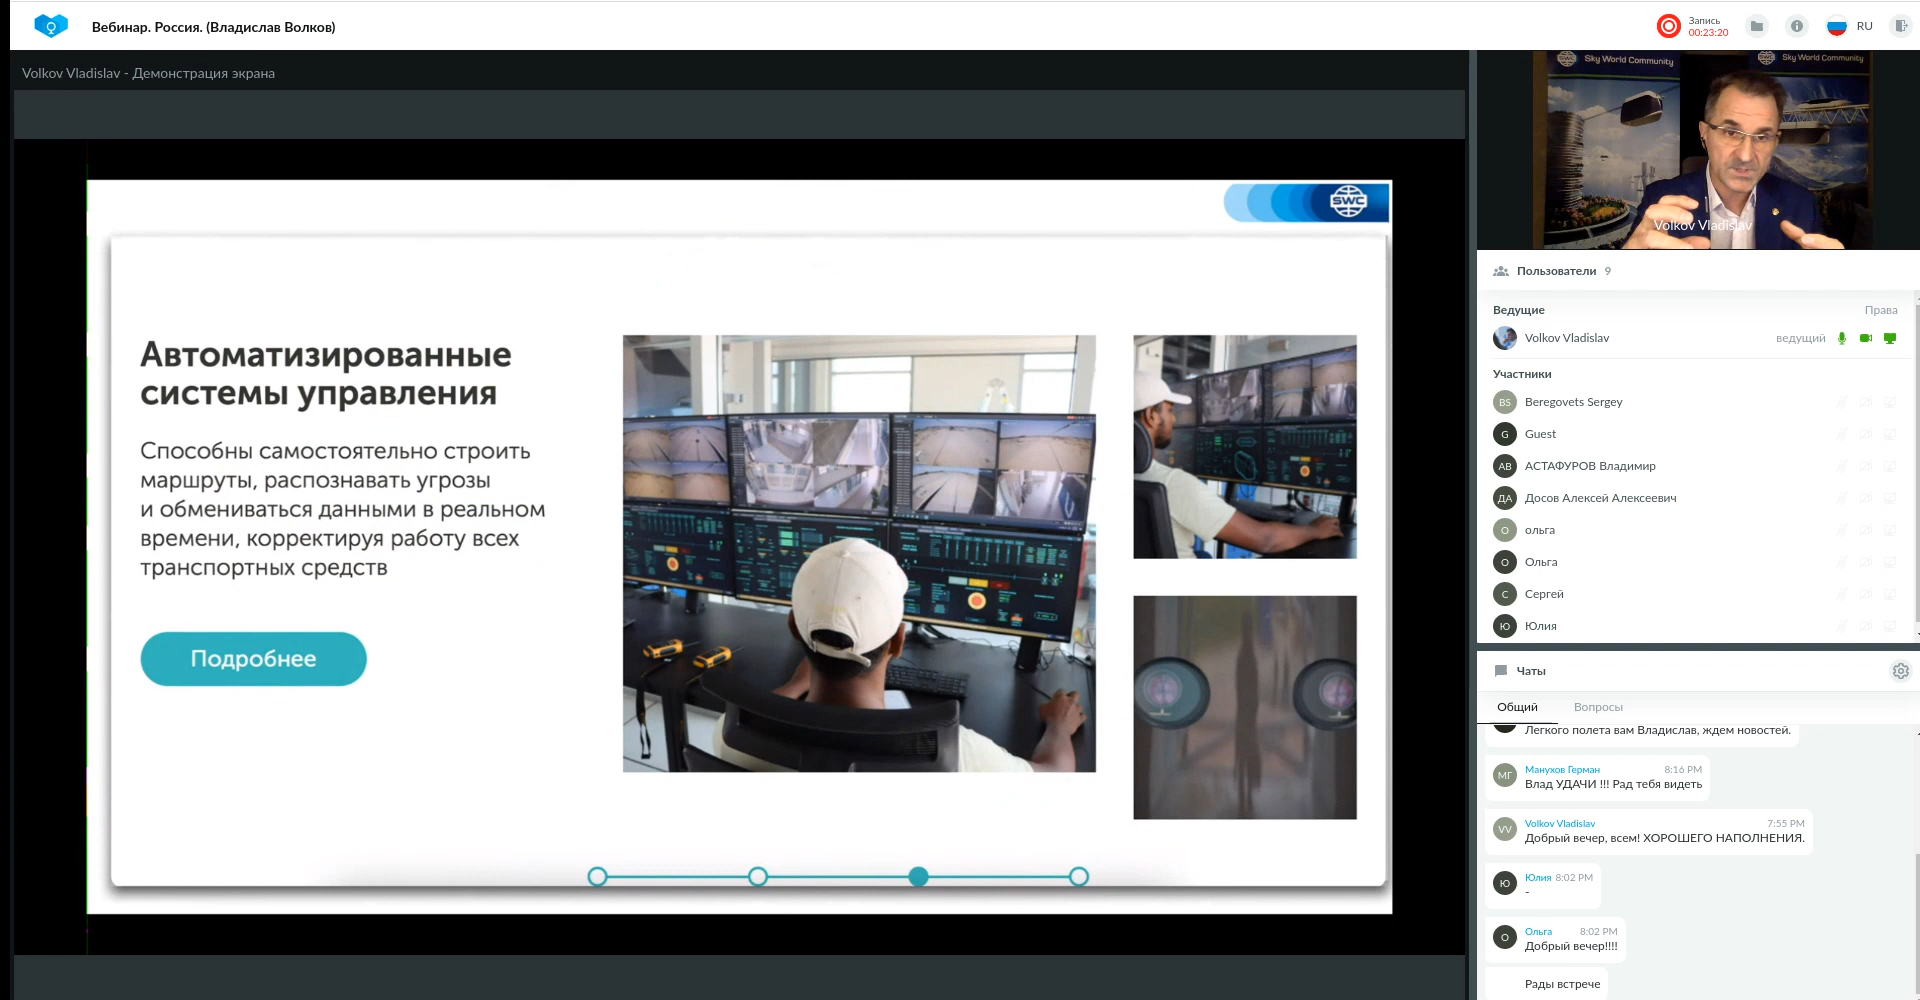 Вебинар. Россия. (Владислав Волков)
Запись
00:23:20
RU
Volkov Vladislav - Демонстрация экрана
SWC
Автоматизированные
системы управления
Способны самостоятельно строить
маршруты, распознавать угрозы
и обмениваться данными в реальном
времени, корректируя работу всех
транспортных средств
Подробнее
SWC
Sky World Community
Sky World Community
Volkov Vladislav
Пользователи 9
Ведущие Права
Volkov Vladislav ведущий
Участники
BS Beregovets Sergey
G Guest
АВ АСТАФУРОВ Владимир
ДА Досов Алексей Алексеевич
О ольга
О Ольга
С Сергей
Ю Юлия
Чаты
Общий Вопросы
Легкого полета вам Владислав, ждем новостей.
МГ Манухов Герман 8:16 PM
Влад УДАЧИ !!! Рад тебя видеть
VV Volkov Vladislav 7:55 PM
Добрый вечер, всем! ХОРОШЕГО НАПОЛНЕНИЯ.
Ю Юлия 8:02 PM
-
О Ольга 8:02 PM
Добрый вечер!!!!
Рады встрече